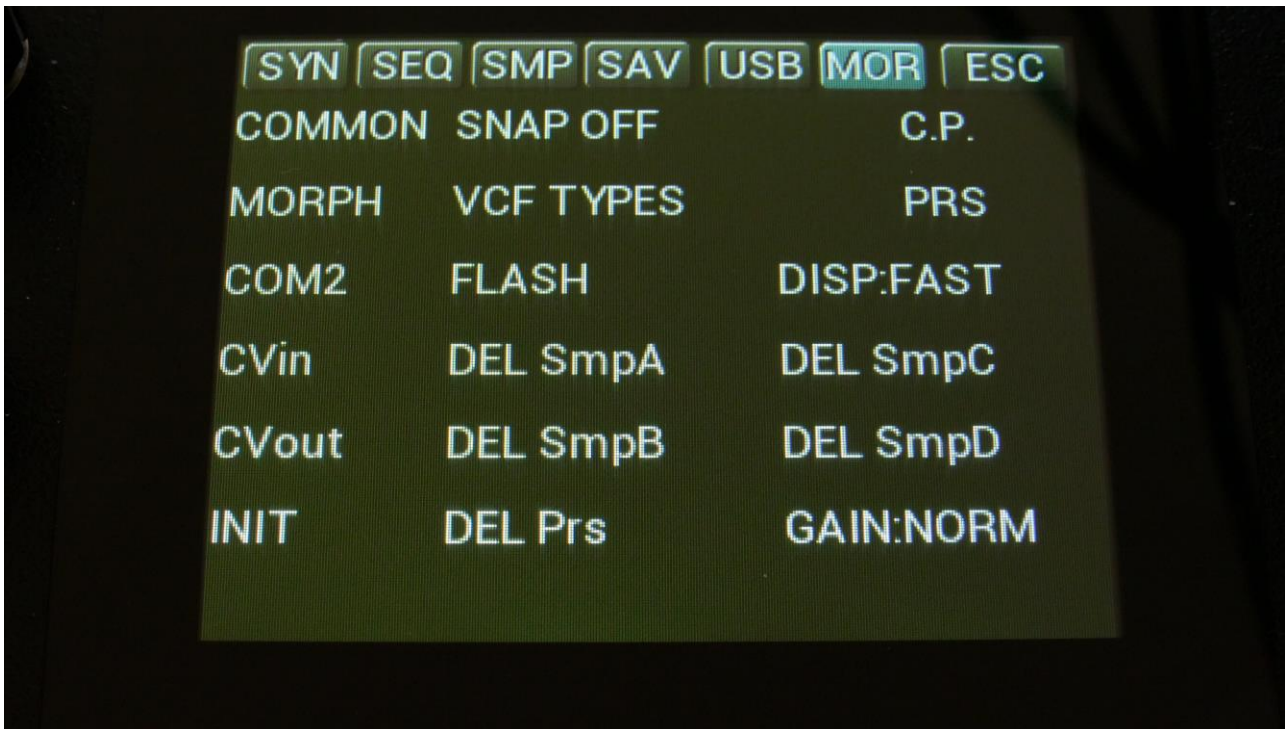 SYN SEQ SMP SAV USB MOR ESC
COMMON SNAP OFF C.P.
MORPH VCF TYPES PRS
COM2 FLASH DISP:FAST
CVin DEL SmpA DEL SmpC
CVout DEL SmpB DEL SmpD
INIT DEL Prs GAIN:NORM